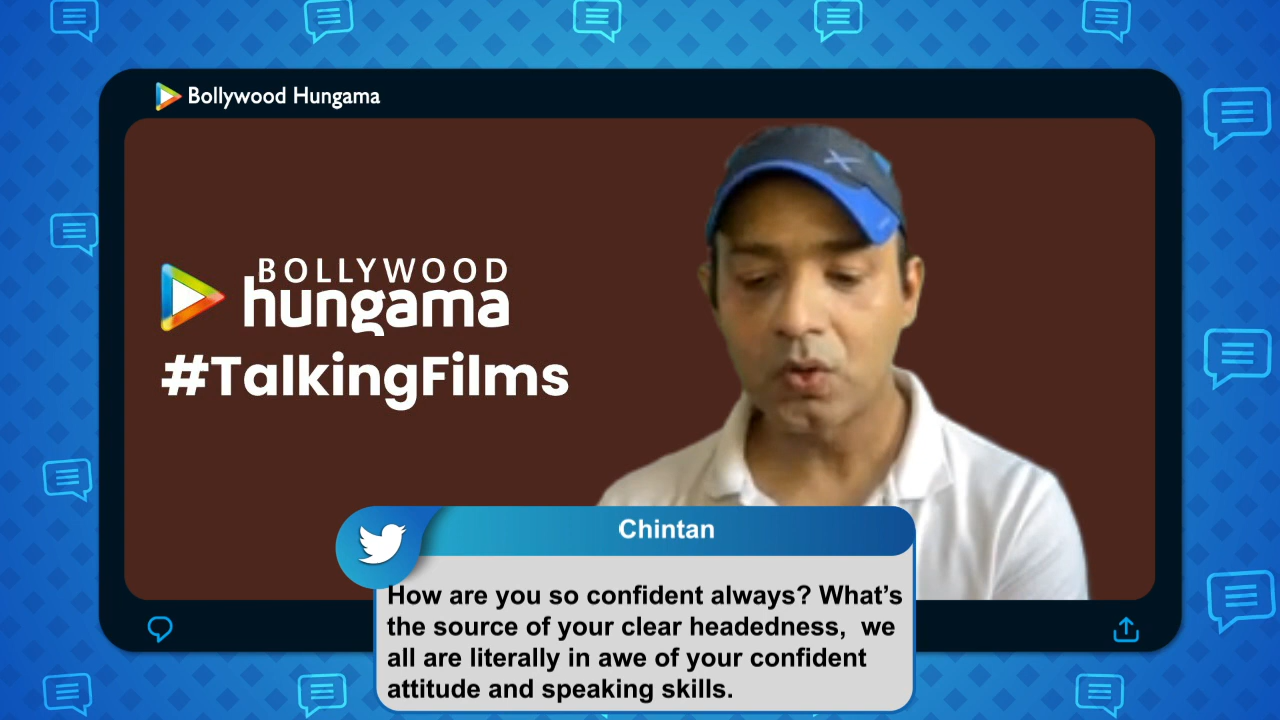 Bollywood Hungama
BOLLYWOOD
hungama
#TalkingFilms
Chintan
How are you so confident always? What's
the source of your clear headedness,  we
all are literally in awe of your confident
attitude and speaking skills.